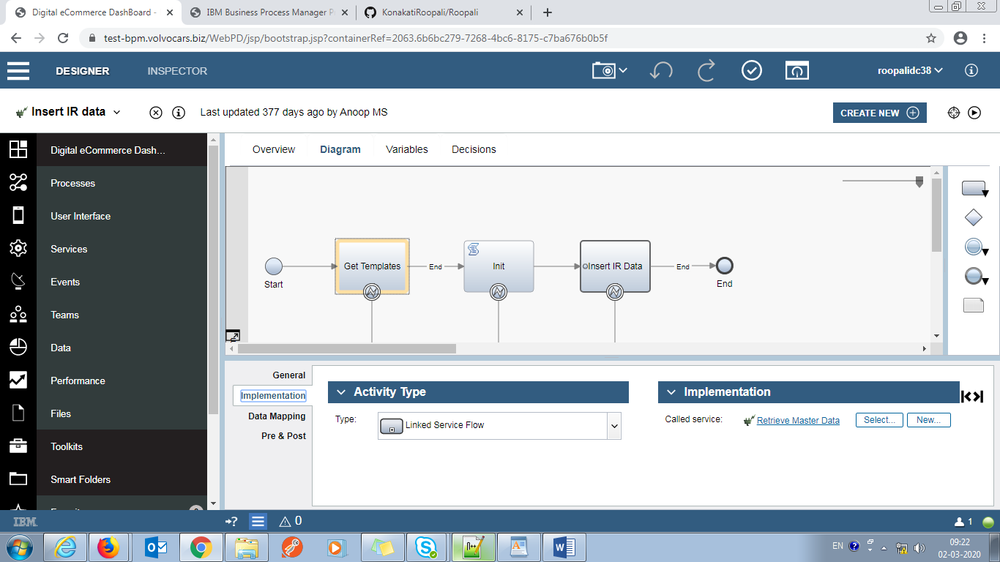 Digital eCommerce DashBoard -
IBM Business Process Manager P
KonakatiRoopali/Roopali
test-bpm.volvocars.biz/WebPD/jsp/bootstrap.jsp?containerRef=2063.6b6bc279-7268-4bc6-8175-c7ba676b0b5f
DESIGNER
INSPECTOR
roopalidc38
Insert IR data
Last updated 377 days ago by Anoop MS
CREATE NEW
Digital eCommerce Dash...
Processes
User Interface
Services
Events
Teams
Data
Performance
Files
Toolkits
Smart Folders
Overview
Diagram
Variables
Decisions
Start
Get Templates
End
Init
Insert IR Data
End
End
General
Implementation
Data Mapping
Pre & Post
Activity Type
Type:
Linked Service Flow
Implementation
Called service:
Retrieve Master Data
Select...
New...
IBM
0
1
EN
09:22
02-03-2020